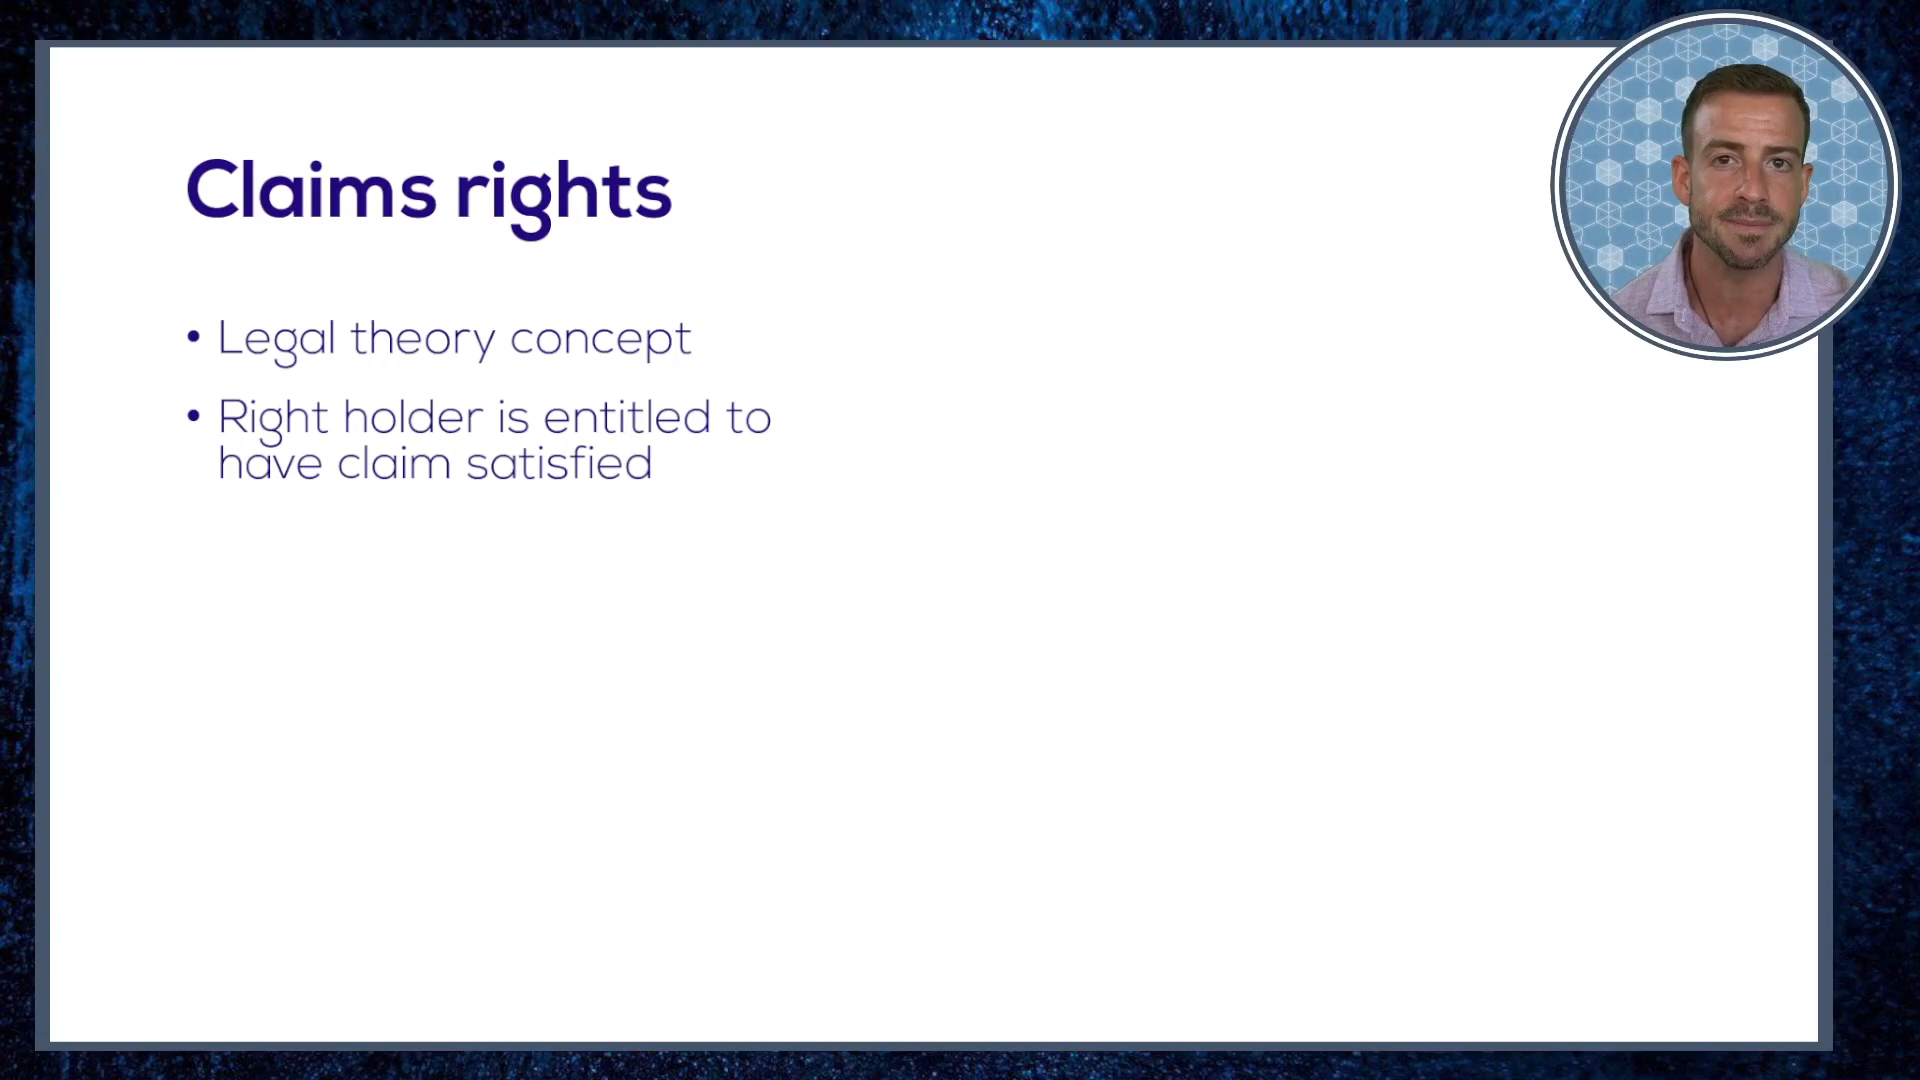 Claims rights
• Legal theory concept
• Right holder is entitled to
have claim satisfied